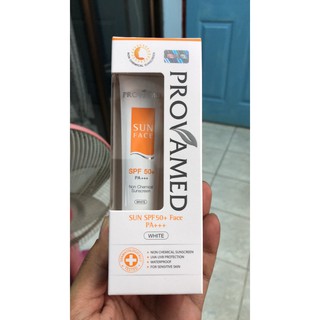 PROVAMED
PROVAMED
SUN
FACE
SPF 50+
PA+++
Non Chemical
Sunscreen
WHITE
SUN SPF50+ Face
PA+++
WHITE
• NON-CHEMICAL SUNSCREEN
• UVA UVB PROTECTION
• WATERPROOF
• FOR SENSITIVE SKIN